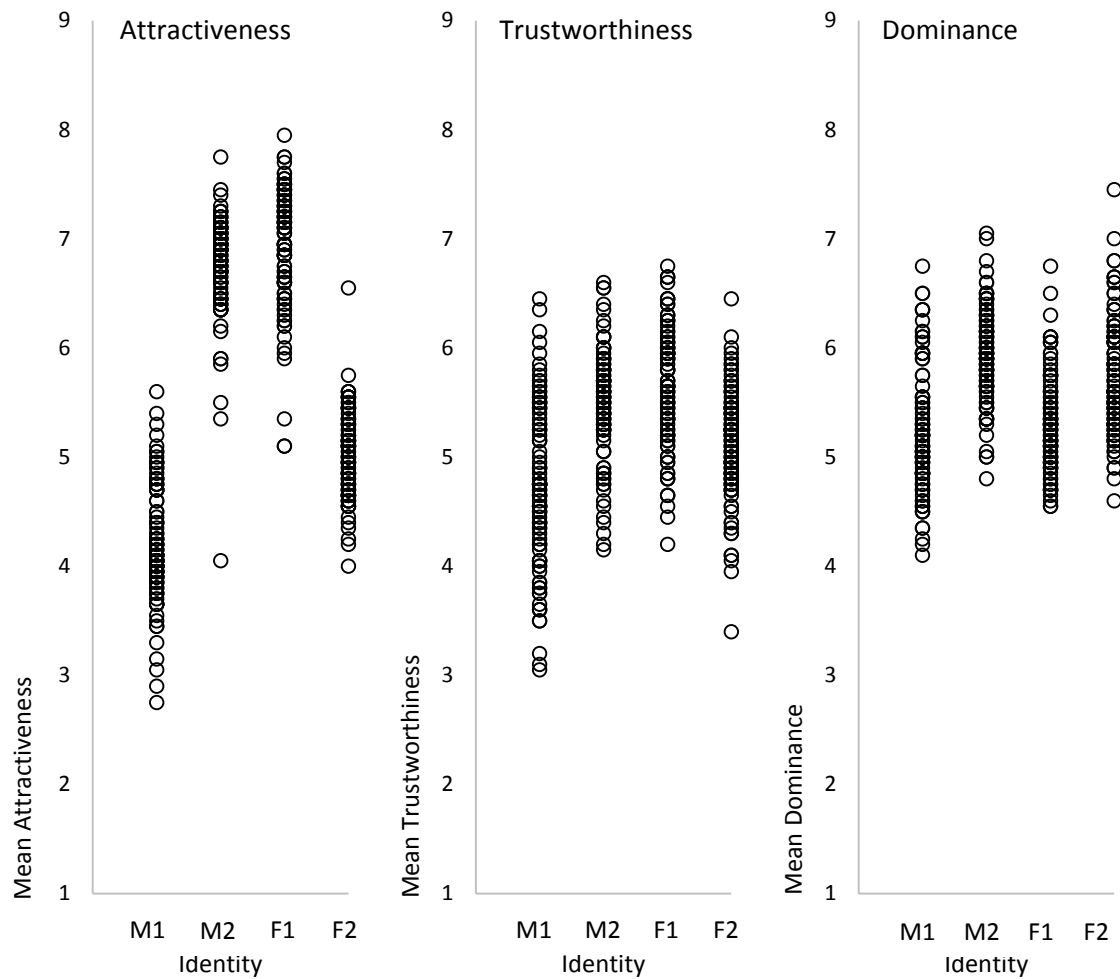 Attractiveness
9
8
7
6
5
4
3
2
1
Mean Attractiveness
M1 M2 F1 F2
Identity
Trustworthiness
9
8
7
6
5
4
3
2
1
Mean Trustworthiness
M1 M2 F1 F2
Identity
Dominance
9
8
7
6
5
4
3
2
1
Mean Dominance
M1 M2 F1 F2
Identity